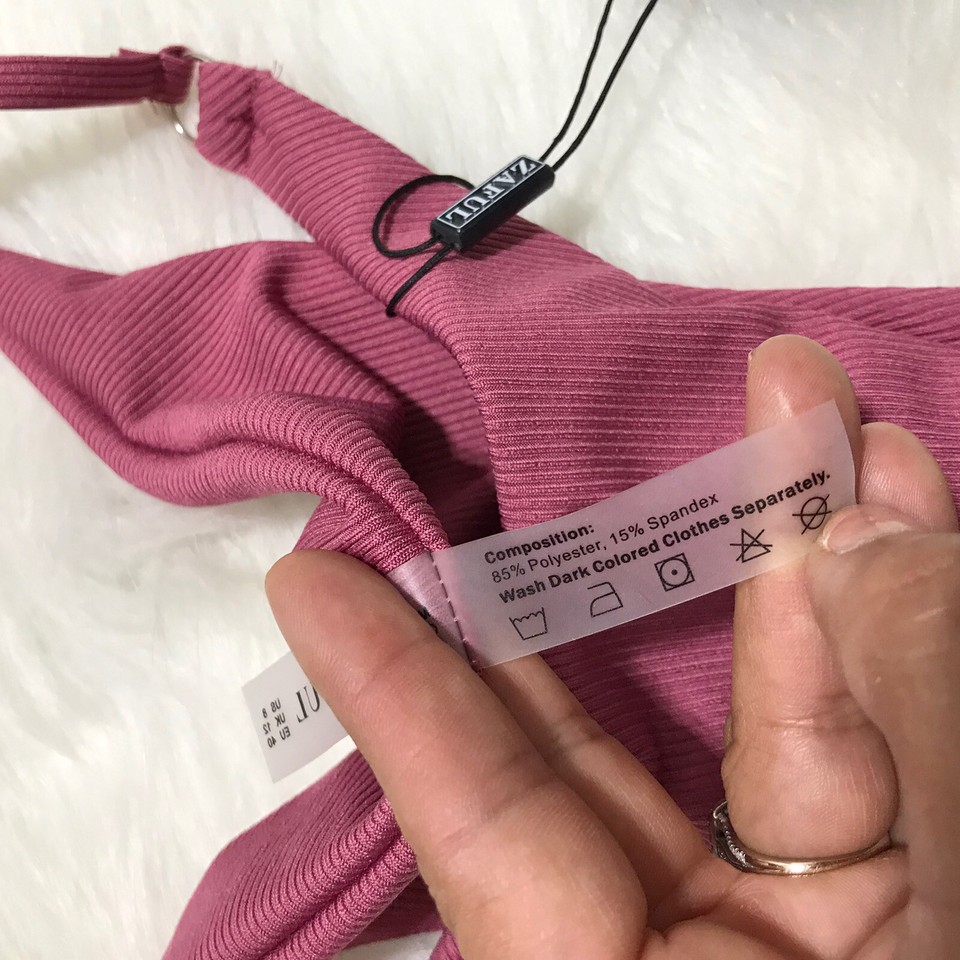 ZAFUL
Composition:
85% Polyester, 15% Spandex
Wash Dark Colored Clothes Separately.
US 8
UK 12
EU 40